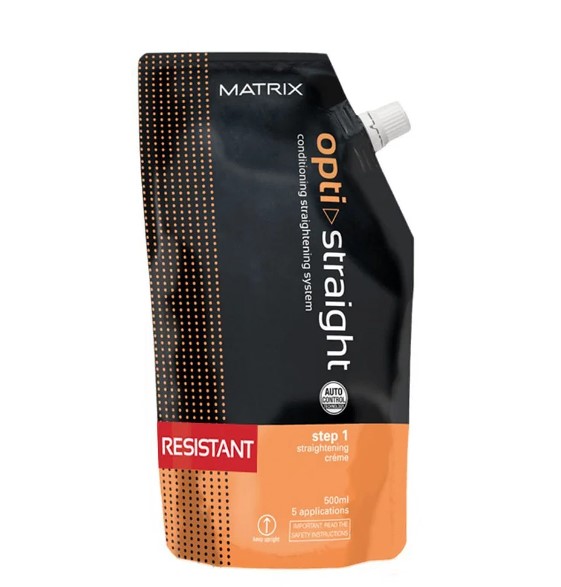 MATRIX
opti straight
conditioning straightening system
AUTO
CONTROL
TECHNOLOGY
RESISTANT
step 1
straightening
crème
500ml
5 applications
keep upright
IMPORTANT: READ THE
SAFETY INSTRUCTIONS